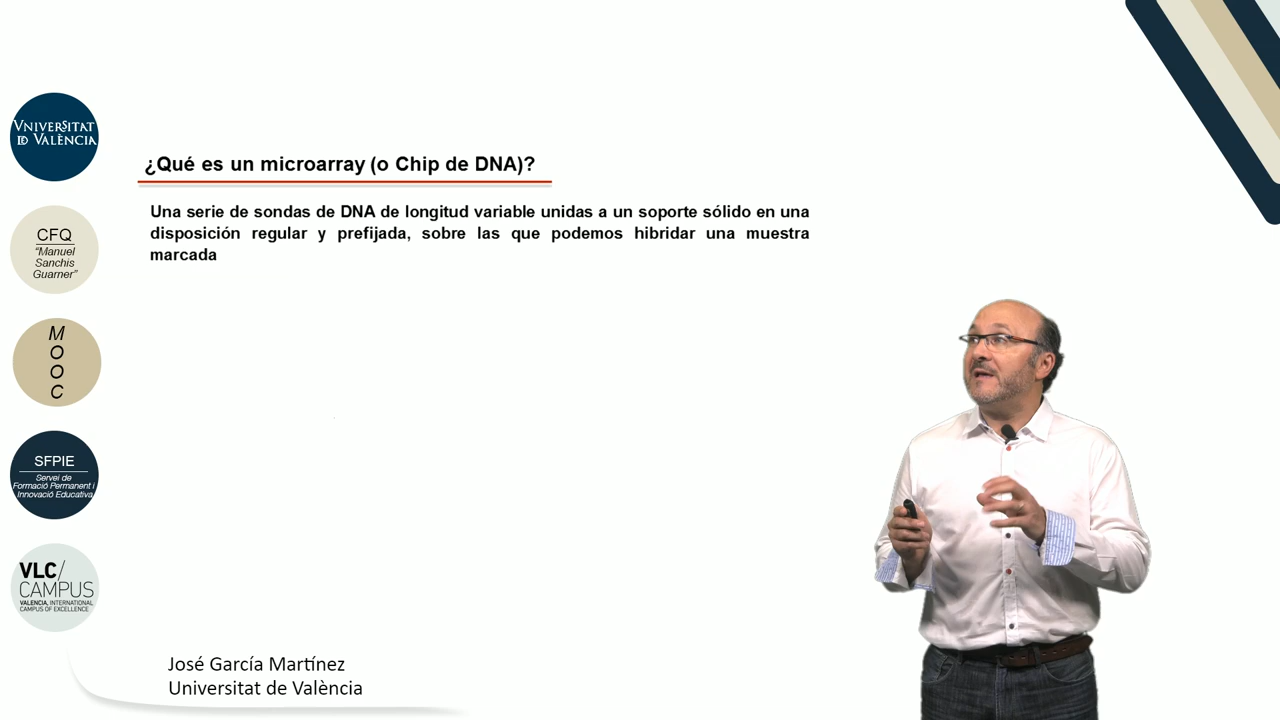 VNIVERSITAT
ID VALÈNCIA
CFQ
“Manuel
Sanchis
Guarner”
M
O
O
C
SFPIE
Servei de
Formació Permanent i
Innovació Educativa
VLC/
CAMPUS
VALENCIA, INTERNATIONAL
CAMPUS OF EXCELLENCE
¿Qué es un microarray (o Chip de DNA)?
Una serie de sondas de DNA de longitud variable unidas a un soporte sólido en una
disposición regular y prefijada, sobre las que podemos hibridar una muestra
marcada
José García Martínez
Universitat de València